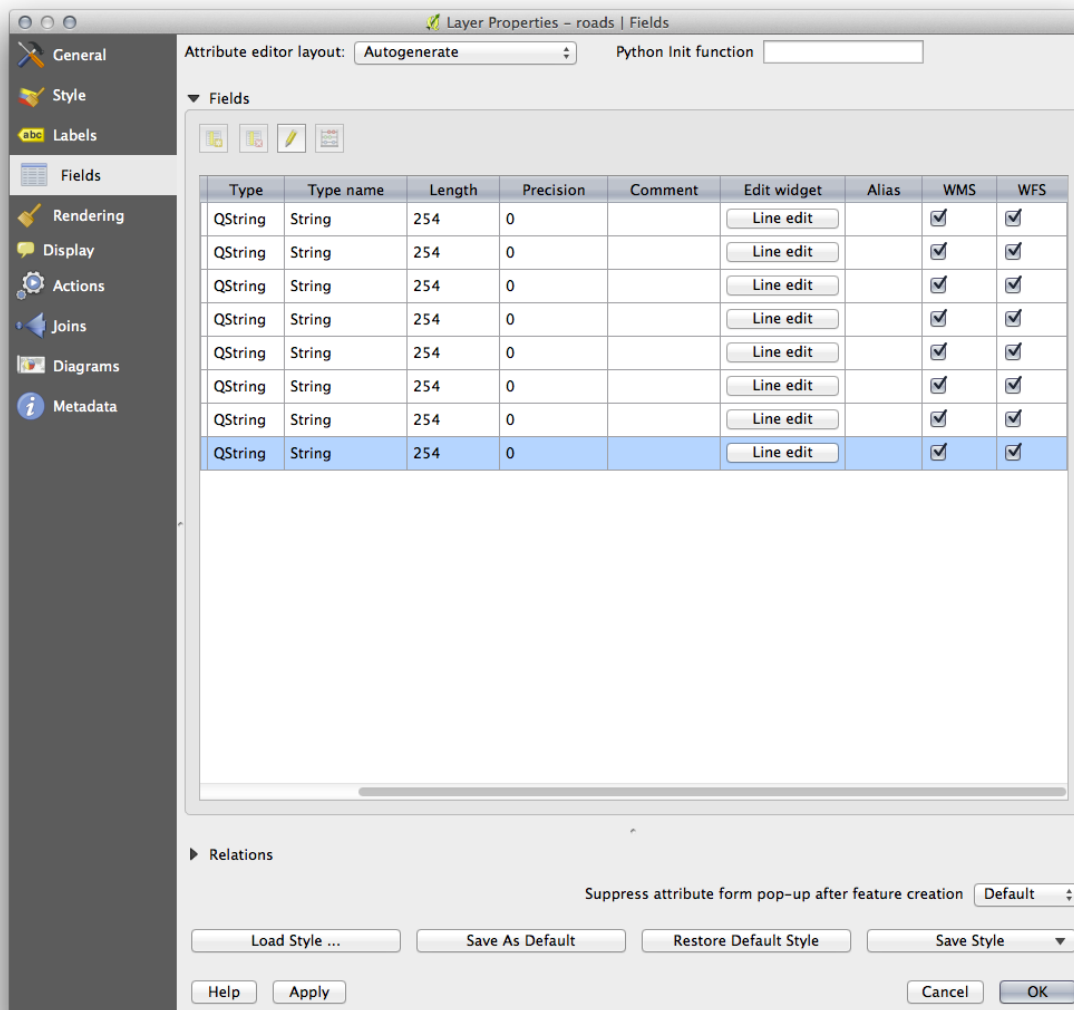 Layer Properties – roads | Fields
General
Style
abc Labels
Fields
Rendering
Display
Actions
Joins
Diagrams
Metadata
Attribute editor layout: Autogenerate Python Init function
Fields
Type Type name Length Precision Comment Edit widget Alias WMS WFS
QString String 254 0 Line edit
QString String 254 0 Line edit
QString String 254 0 Line edit
QString String 254 0 Line edit
QString String 254 0 Line edit
QString String 254 0 Line edit
QString String 254 0 Line edit
QString String 254 0 Line edit
Relations
Suppress attribute form pop-up after feature creation Default
Load Style ... Save As Default Restore Default Style Save Style
Help Apply Cancel OK